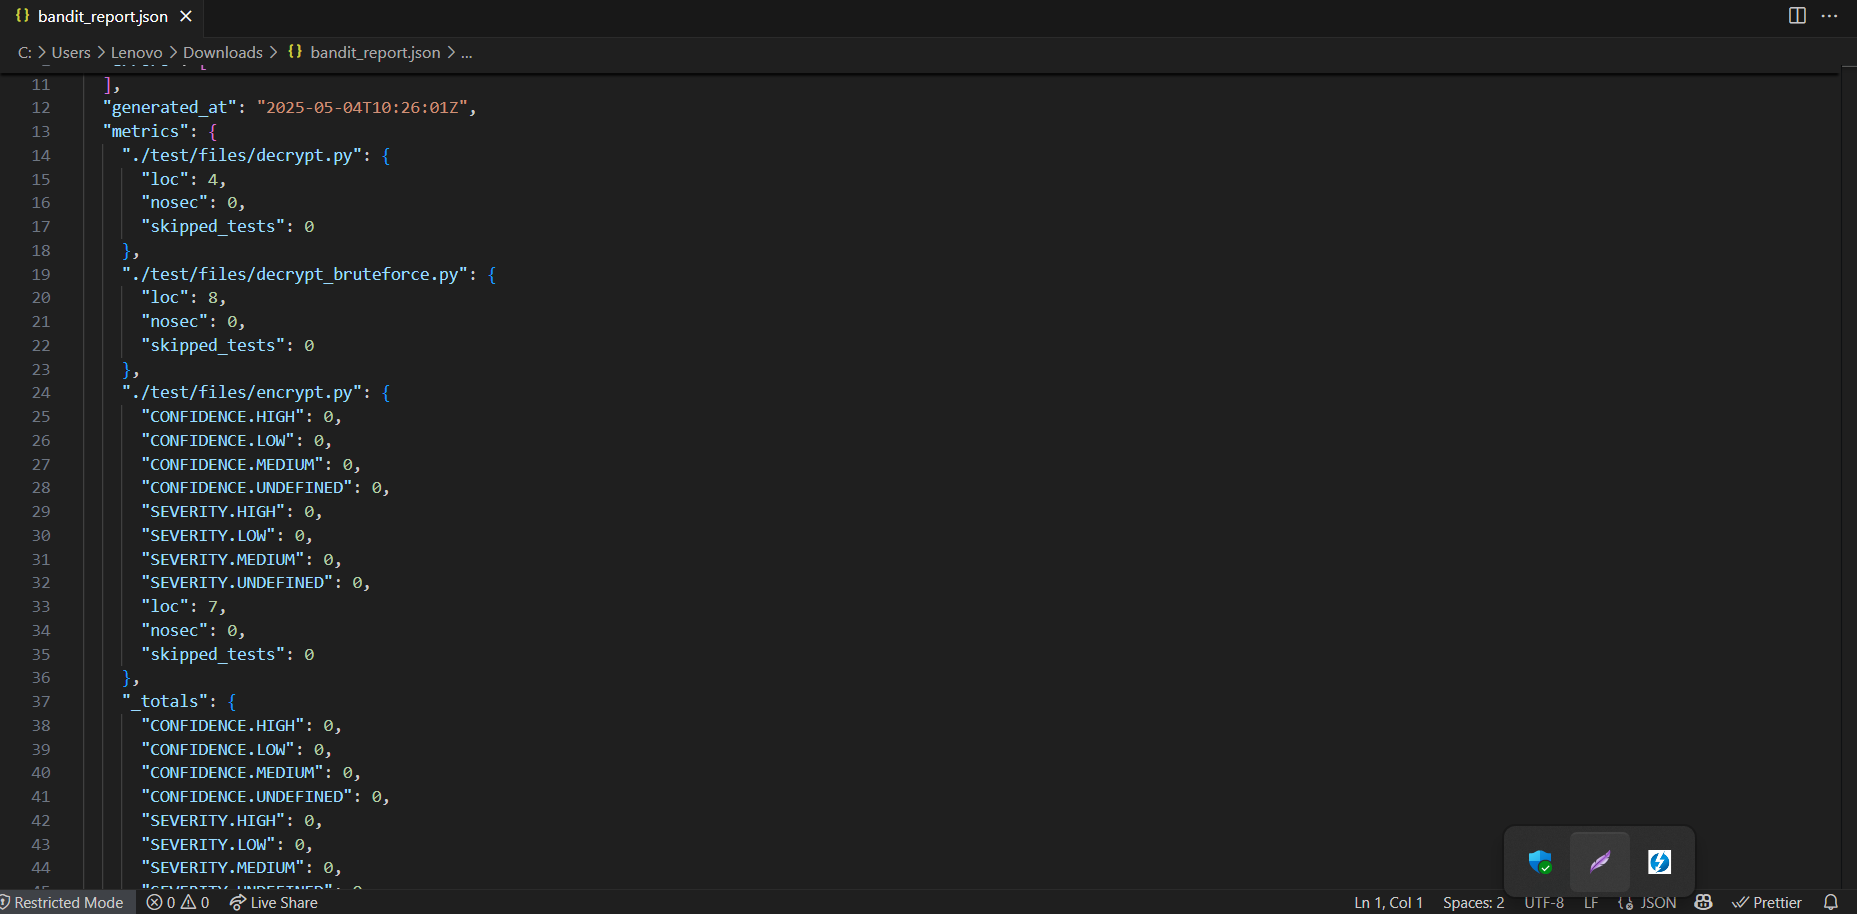 bandit_report.json
C: > Users > Lenovo > Downloads > {} bandit_report.json > ...
11 ],
12 "generated_at": "2025-05-04T10:26:01Z",
13 "metrics": {
14 "./test/files/decrypt.py": {
15 "loc": 4,
16 "nosec": 0,
17 "skipped_tests": 0
18 },
19 "./test/files/decrypt_bruteforce.py": {
20 "loc": 8,
21 "nosec": 0,
22 "skipped_tests": 0
23 },
24 "./test/files/encrypt.py": {
25 "CONFIDENCE.HIGH": 0,
26 "CONFIDENCE.LOW": 0,
27 "CONFIDENCE.MEDIUM": 0,
28 "CONFIDENCE.UNDEFINED": 0,
29 "SEVERITY.HIGH": 0,
30 "SEVERITY.LOW": 0,
31 "SEVERITY.MEDIUM": 0,
32 "SEVERITY.UNDEFINED": 0,
33 "loc": 7,
34 "nosec": 0,
35 "skipped_tests": 0
36 },
37 "_totals": {
38 "CONFIDENCE.HIGH": 0,
39 "CONFIDENCE.LOW": 0,
40 "CONFIDENCE.MEDIUM": 0,
41 "CONFIDENCE.UNDEFINED": 0,
42 "SEVERITY.HIGH": 0,
43 "SEVERITY.LOW": 0,
44 "SEVERITY.MEDIUM": 0,
Restricted Mode 0 0 Live Share Ln 1, Col 1 Spaces: 2 UTF-8 LF {} JSON Prettier